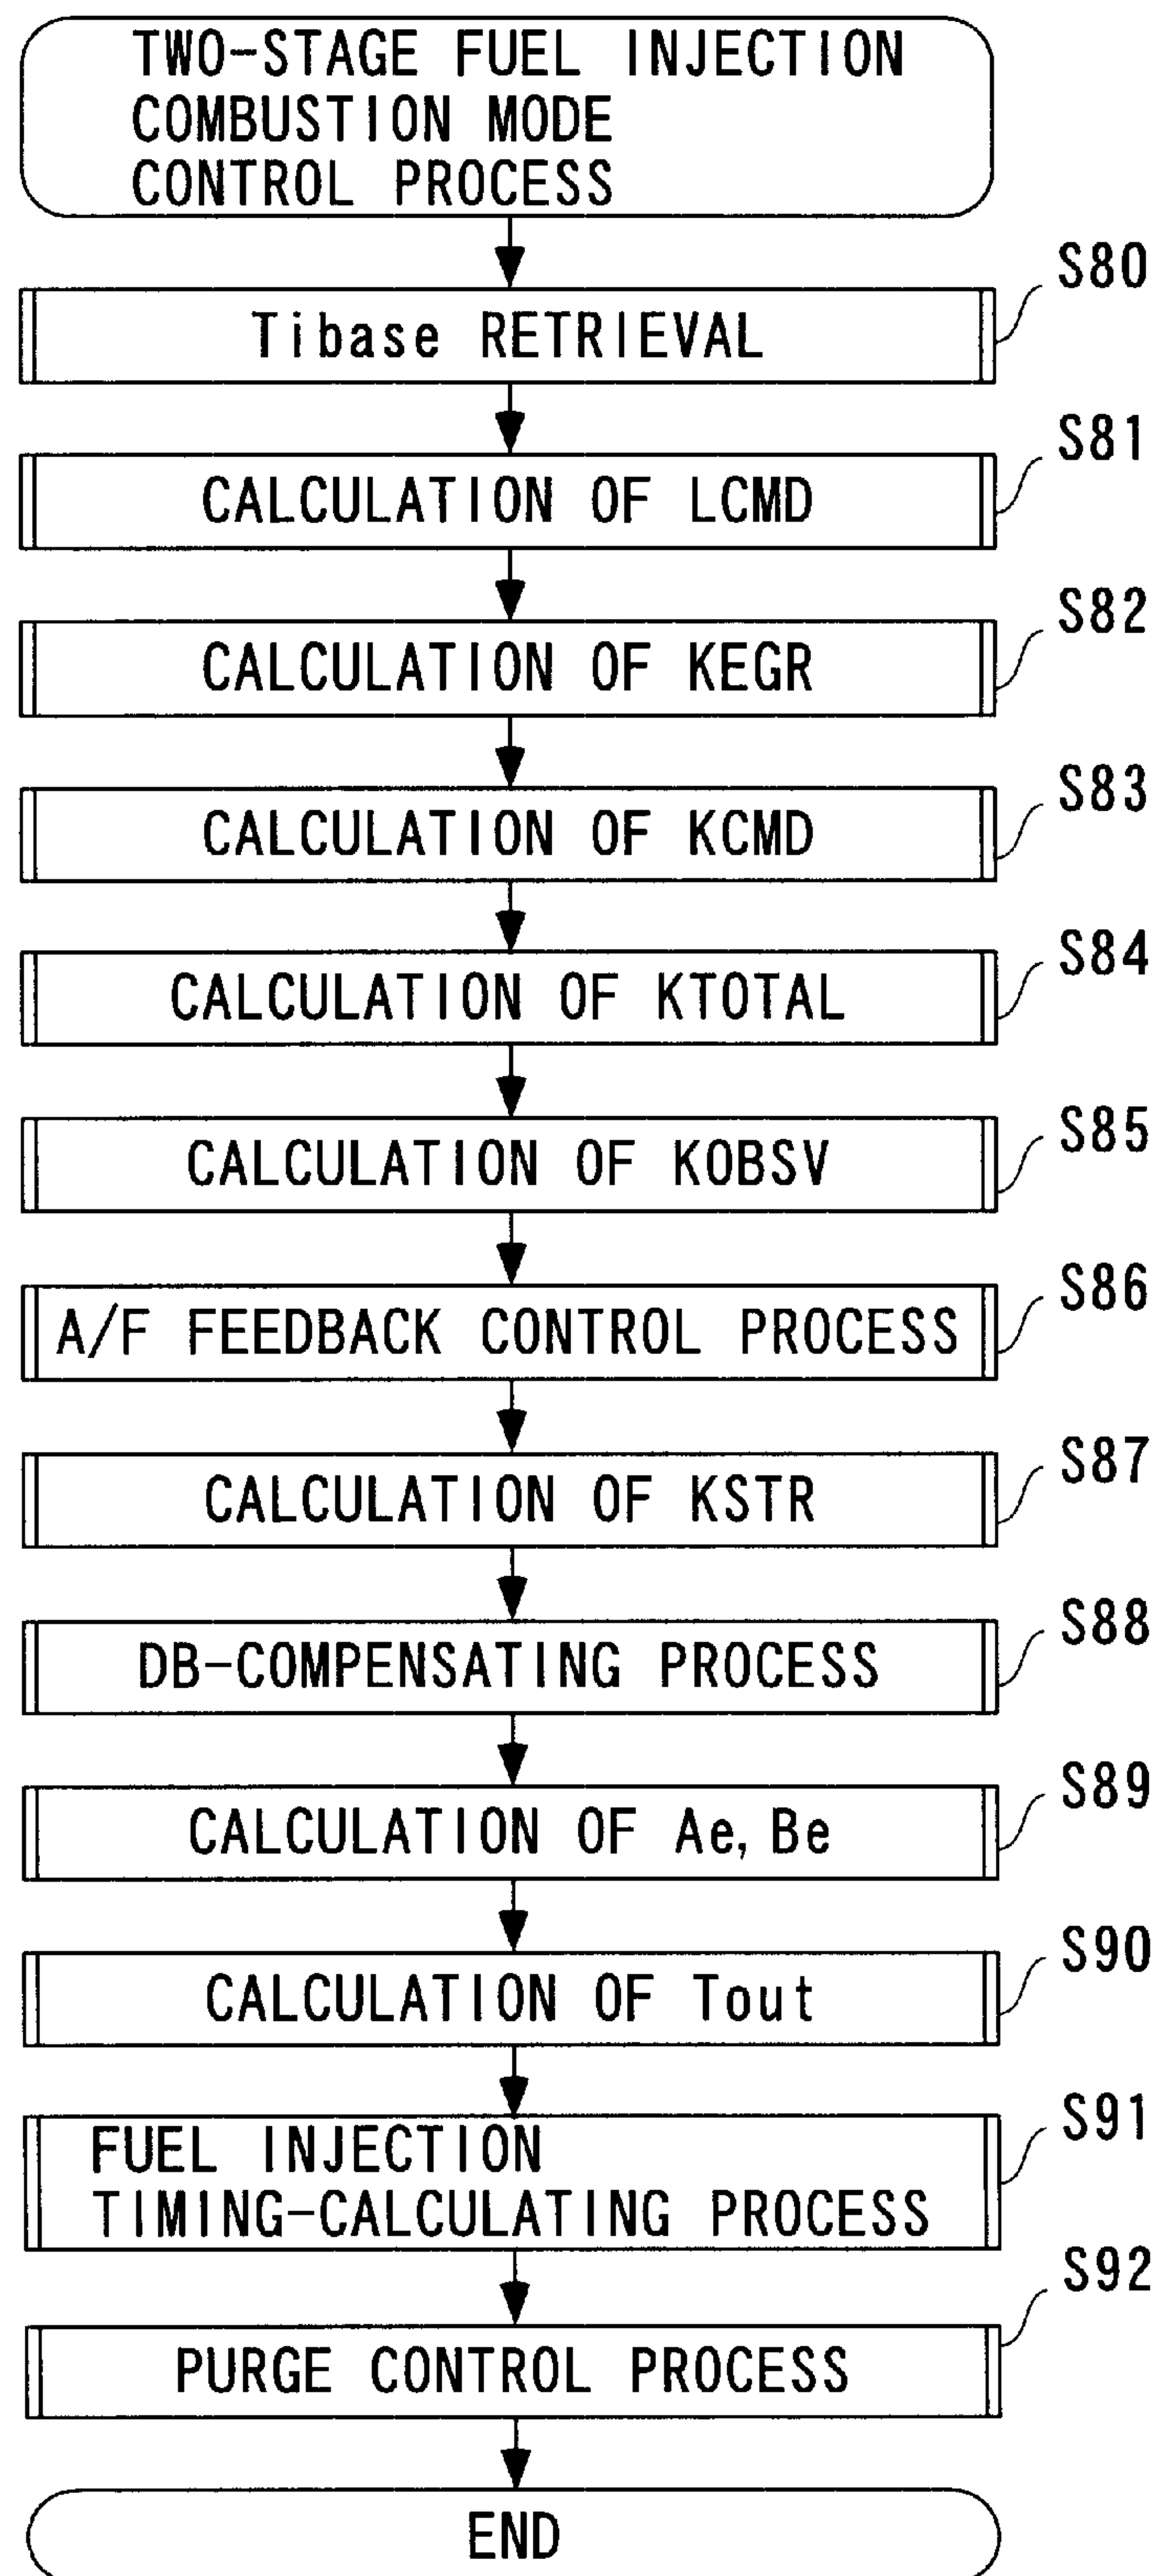 TWO-STAGE FUEL INJECTION
COMBUSTION MODE
CONTROL PROCESS
S80
Tibase RETRIEVAL
S81
CALCULATION OF LCMD
S82
CALCULATION OF KEGR
S83
CALCULATION OF KCMD
S84
CALCULATION OF KTOTAL
S85
CALCULATION OF KOBSV
S86
A/F FEEDBACK CONTROL PROCESS
S87
CALCULATION OF KSTR
S88
DB-COMPENSATING PROCESS
S89
CALCULATION OF Ae, Be
S90
CALCULATION OF Tout
S91
FUEL INJECTION
TIMING-CALCULATING PROCESS
S92
PURGE CONTROL PROCESS
END